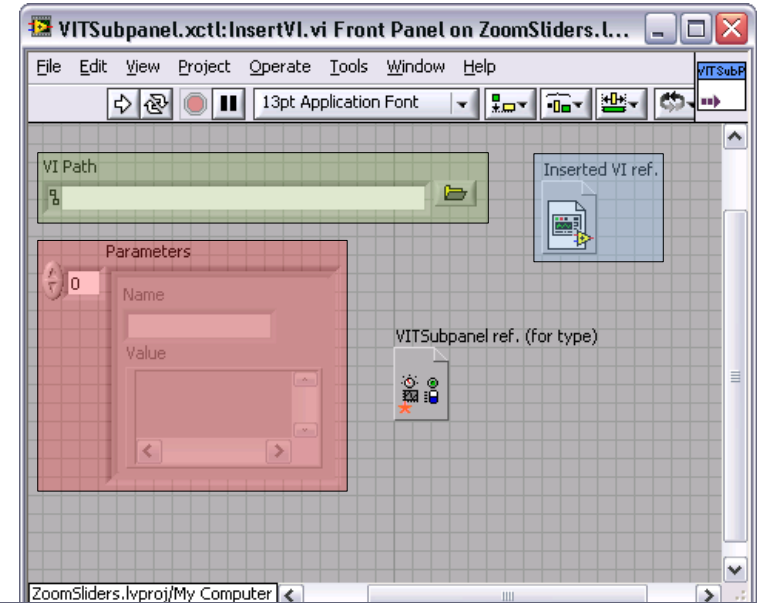 VITSubpanel.xctl:InsertVI.vi Front Panel on ZoomSliders.l...
File Edit View Project Operate Tools Window Help
VITSubP
13pt Application Font
VI Path
Inserted VI ref.
Parameters
0
Name
Value
VITSubpanel ref. (for type)
ZoomSliders.lvproj/My Computer